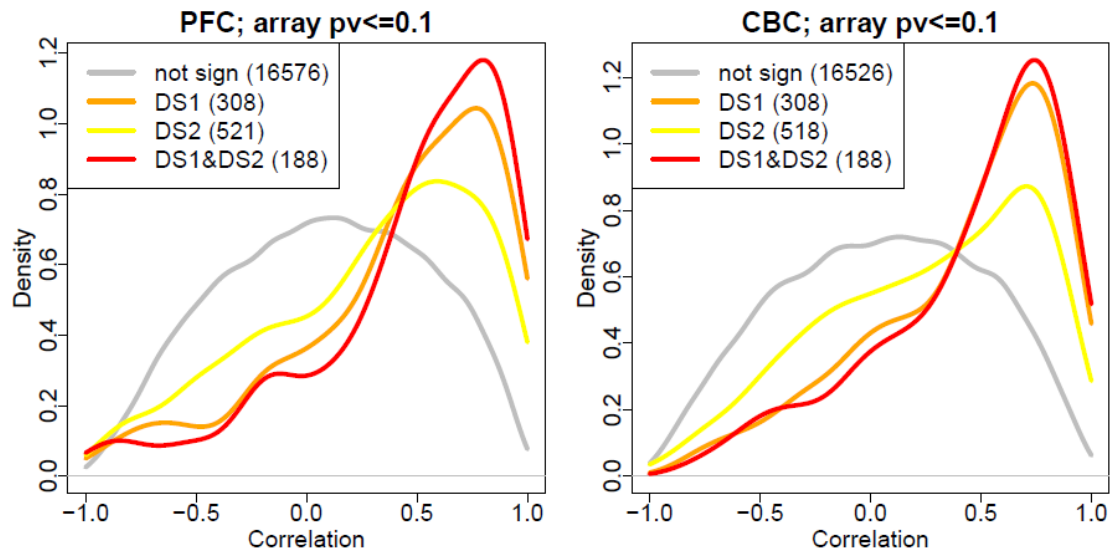 PFC; array pv<=0.1
not sign (16576)
DS1 (308)
DS2 (521)
DS1&DS2 (188)
Density
0.0
0.2
0.4
0.6
0.8
1.0
1.2
−1.0
−0.5
0.0
0.5
1.0
Correlation
CBC; array pv<=0.1
not sign (16526)
DS1 (308)
DS2 (518)
DS1&DS2 (188)
Density
0.0
0.2
0.4
0.6
0.8
1.0
1.2
−1.0
−0.5
0.0
0.5
1.0
Correlation